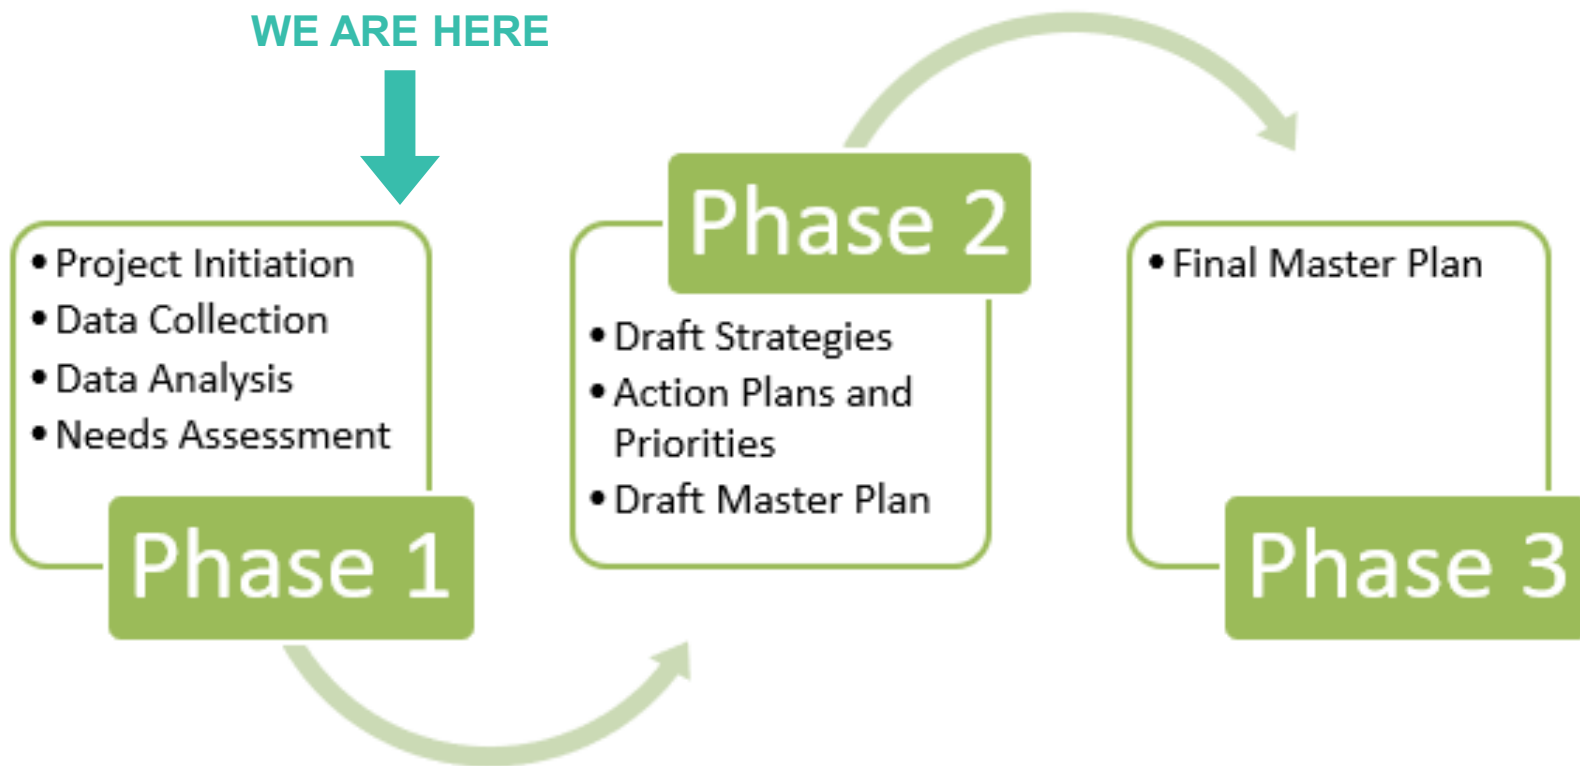 WE ARE HERE
• Project Initiation
• Data Collection
• Data Analysis
• Needs Assessment
Phase 1
Phase 2
• Draft Strategies
• Action Plans and
Priorities
• Draft Master Plan
• Final Master Plan
Phase 3